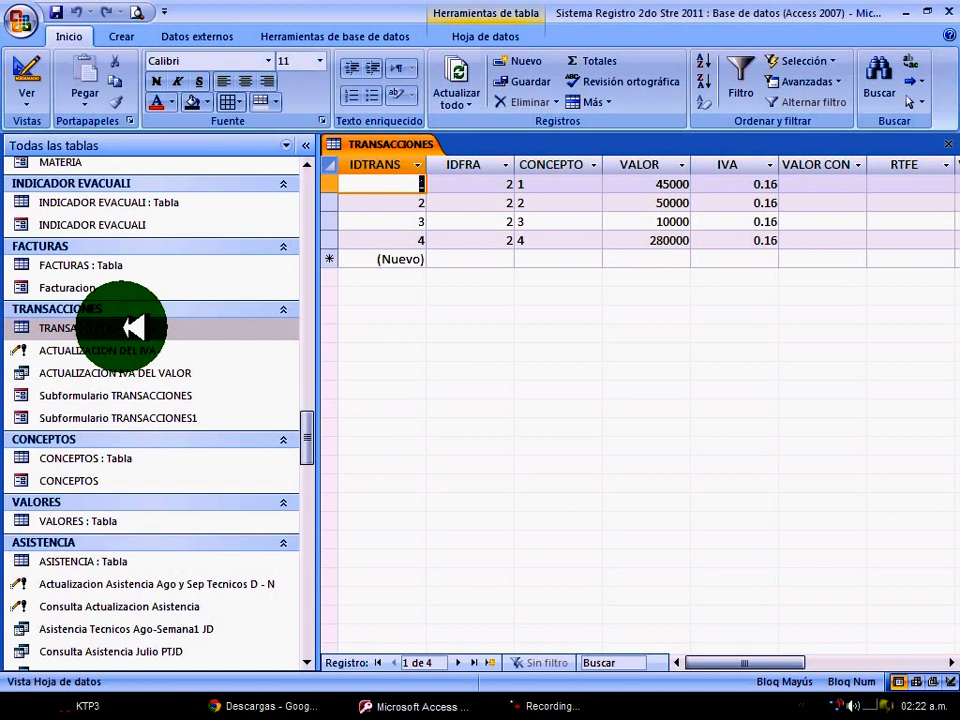 Herramientas de tabla
Sistema Registro 2do Stre 2011 : Base de datos (Access 2007) - Mic...
Inicio
Crear
Datos externos
Herramientas de base de datos
Hoja de datos
Ver
Vistas
Pegar
Portapapeles
Calibri
11
N K S
Fuente
Texto enriquecido
Actualizar
todo
Nuevo
Guardar
Eliminar
Totales
Revisión ortográfica
Más
Registros
Filtro
Selección
Avanzadas
Alternar filtro
Ordenar y filtrar
Buscar
Buscar
Todas las tablas
MATERIA
INDICADOR EVACUALI
INDICADOR EVACUALI : Tabla
INDICADOR EVACUALI
FACTURAS
FACTURAS : Tabla
Facturacion
TRANSACCIONES
ACTUALIZACION DEL IVA
ACTUALIZACION IVA DEL VALOR
Subformulario TRANSACCIONES
Subformulario TRANSACCIONES1
CONCEPTOS
CONCEPTOS : Tabla
CONCEPTOS
VALORES
VALORES : Tabla
ASISTENCIA
ASISTENCIA : Tabla
Actualizacion Asistencia Ago y Sep Tecnicos D - N
Consulta Actualizacion Asistencia
Asistencia Tecnicos Ago-Semana1 JD
Consulta Asistencia Julio PTJD
TRANSACCIONES
IDTRANS IDFRA CONCEPTO VALOR IVA VALOR CON RTFE
1 2 1 45000 0.16
2 2 2 50000 0.16
3 2 3 10000 0.16
4 2 4 280000 0.16
(Nuevo)
Registro: 1 de 4 Sin filtro Buscar
Vista Hoja de datos
Bloq Mayús
Bloq Num
KTP3
Descargas - Goog...
Microsoft Access ...
Recording...
02:22 a.m.